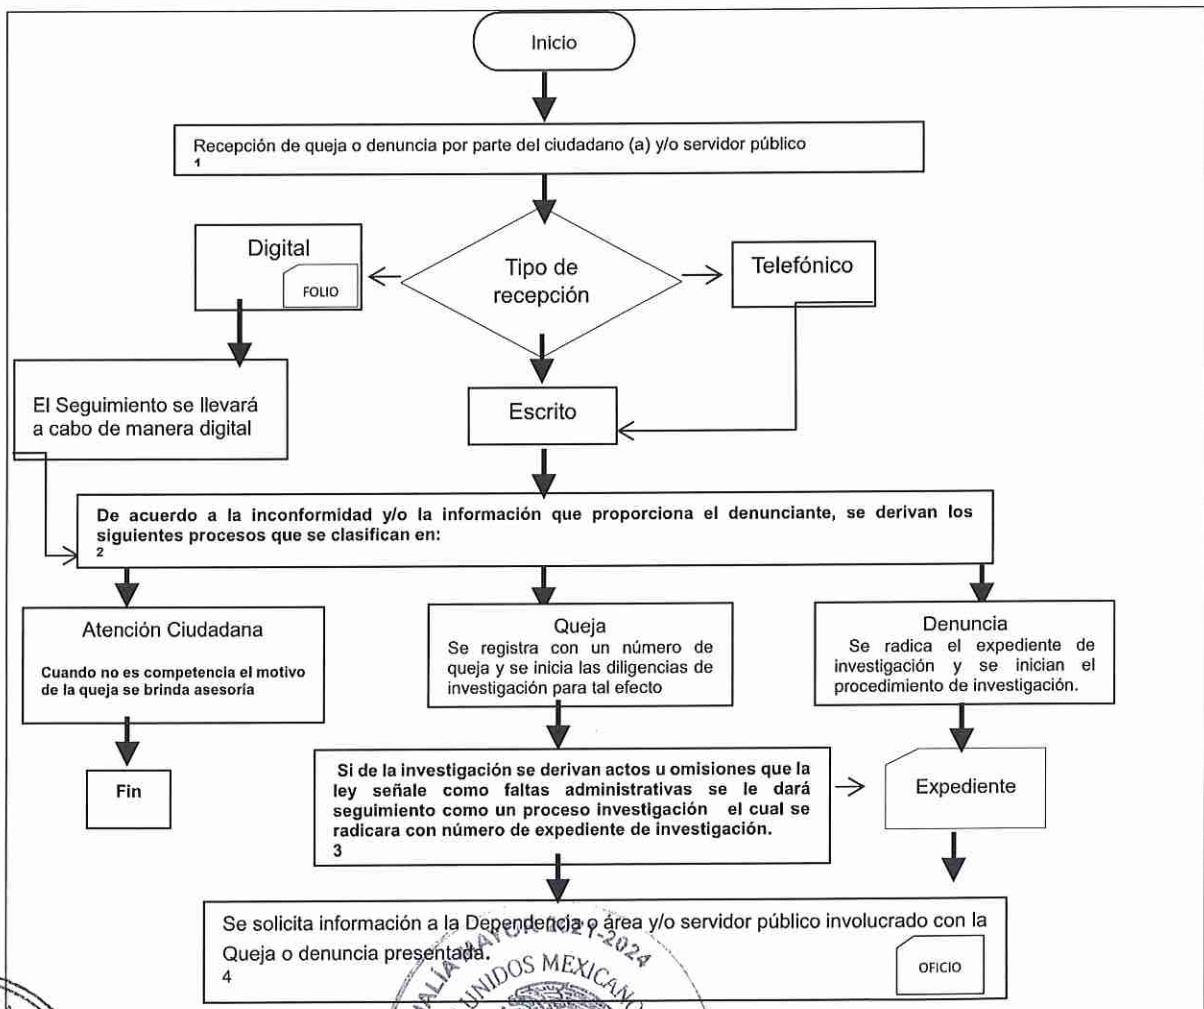 Inicio
Recepción de queja o denuncia por parte del ciudadano (a) y/o servidor público
1
Digital
FOLIO
Tipo de
recepción
Telefónico
El Seguimiento se llevará
a cabo de manera digital
Escrito
De acuerdo a la inconformidad y/o la información que proporciona el denunciante, se derivan los
siguientes procesos que se clasifican en:
2
Atención Ciudadana
Cuando no es competencia el motivo
de la queja se brinda asesoría
Fin
Queja
Se registra con un número de
queja y se inicia las diligencias de
investigación para tal efecto
Denuncia
Se radica el expediente de
investigación y se inician el
procedimiento de investigación.
Si de la investigación se derivan actos u omisiones que la
ley señale como faltas administrativas se le dará
seguimiento como un proceso investigación el cual se
radicara con número de expediente de investigación.
3
Expediente
Se solicita información a la Dependencia o área y/o servidor público involucrado con la
Queja o denuncia presentada.
4
OFICIO
MAYOR 2021-2024
UNIDOS MEXICANO